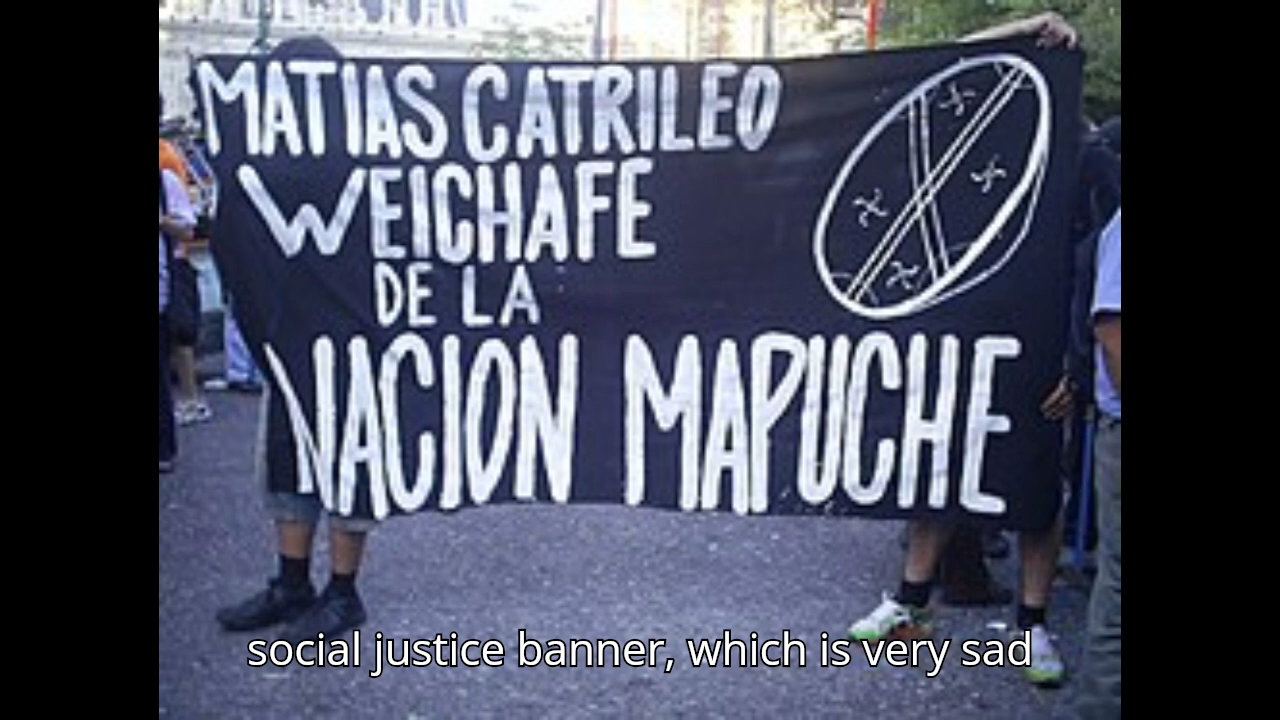 MATIAS CATRILEO
WEICHAFE
DE LA
NACION MAPUCHE
social justice banner, which is very sad